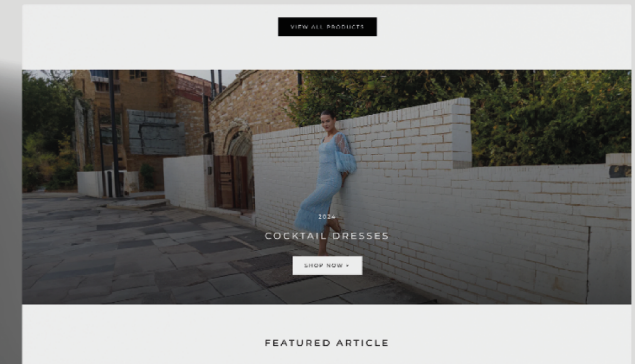 VIEW ALL PRODUCTS
2024
COCKTAIL DRESSES
SHOP NOW +
FEATURED ARTICLE